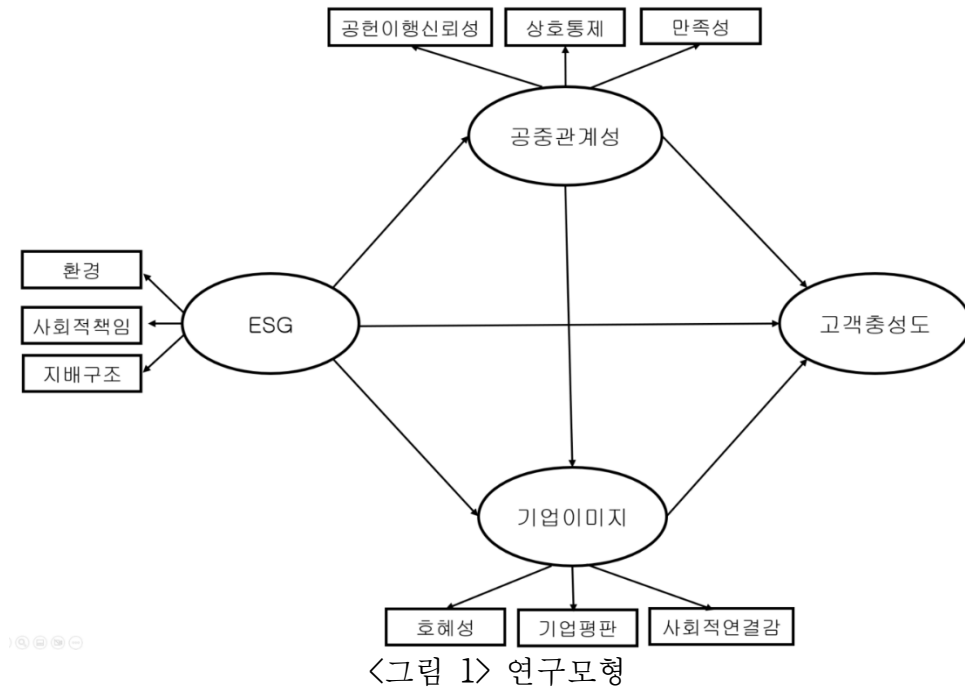 공헌이행신뢰성
상호통제
만족성
공중관계성
환경
사회적책임
지배구조
ESG
고객충성도
기업이미지
호혜성
기업평판
사회적연결감
<그림 1> 연구모형